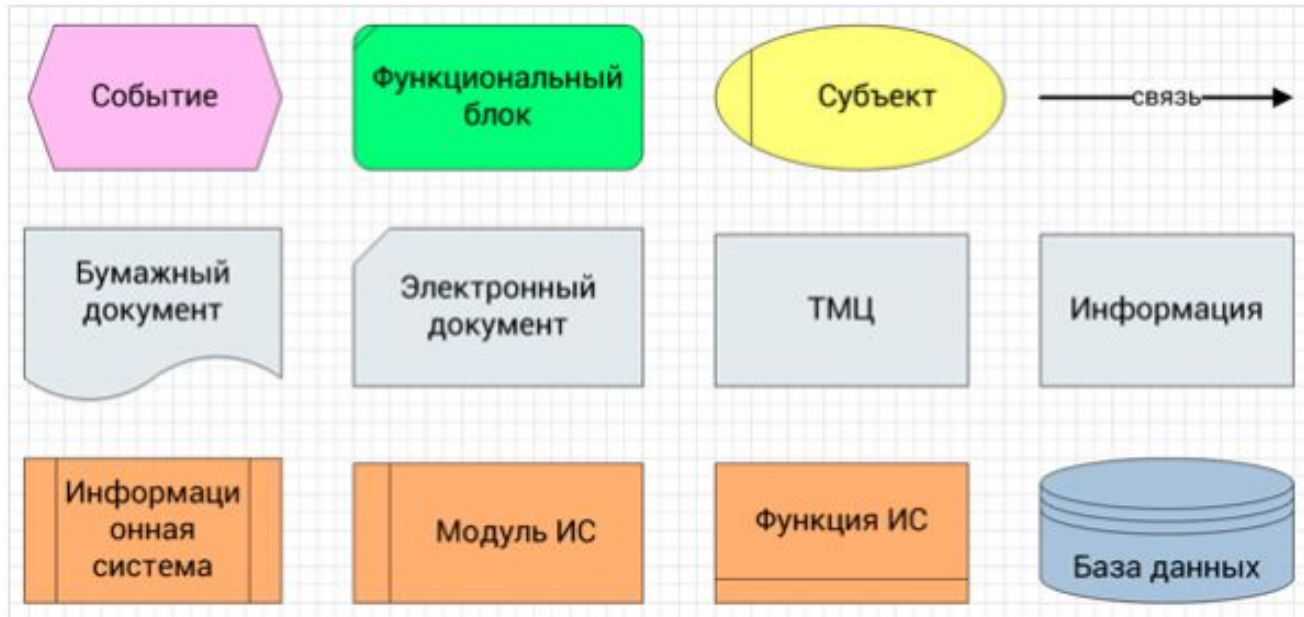 Событие
Функциональный
блок
Субъект
связь
Бумажный
документ
Электронный
документ
ТМЦ
Информация
Информаци
онная
система
Модуль ИС
Функция ИС
База данных